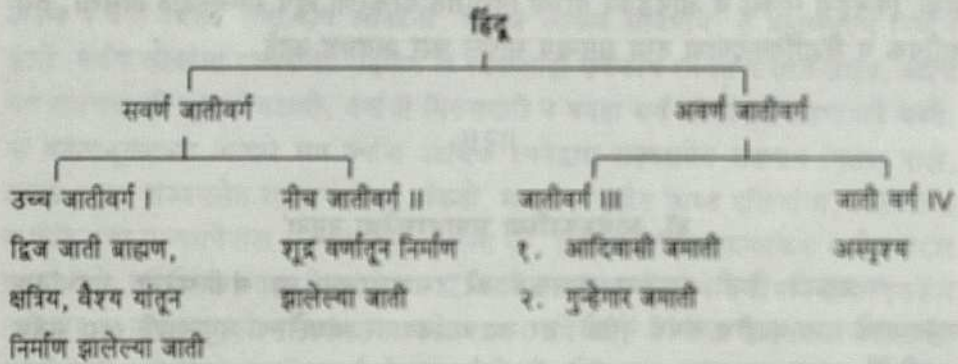 हिंदू
सवर्ण जातीवर्ग
अवर्ण जातीवर्ग
उच्च जातीवर्ग I
नीच जातीवर्ग II
जातीवर्ग III
जाती वर्ग IV
द्विज जाती ब्राह्मण,
शूद्र वर्णातून निर्माण
१. आदिवासी जमाती
अस्पृश्य
क्षत्रिय, वैश्य यांतून
झालेल्या जाती
२. गुन्हेगार जमाती
निर्माण झालेल्या जाती